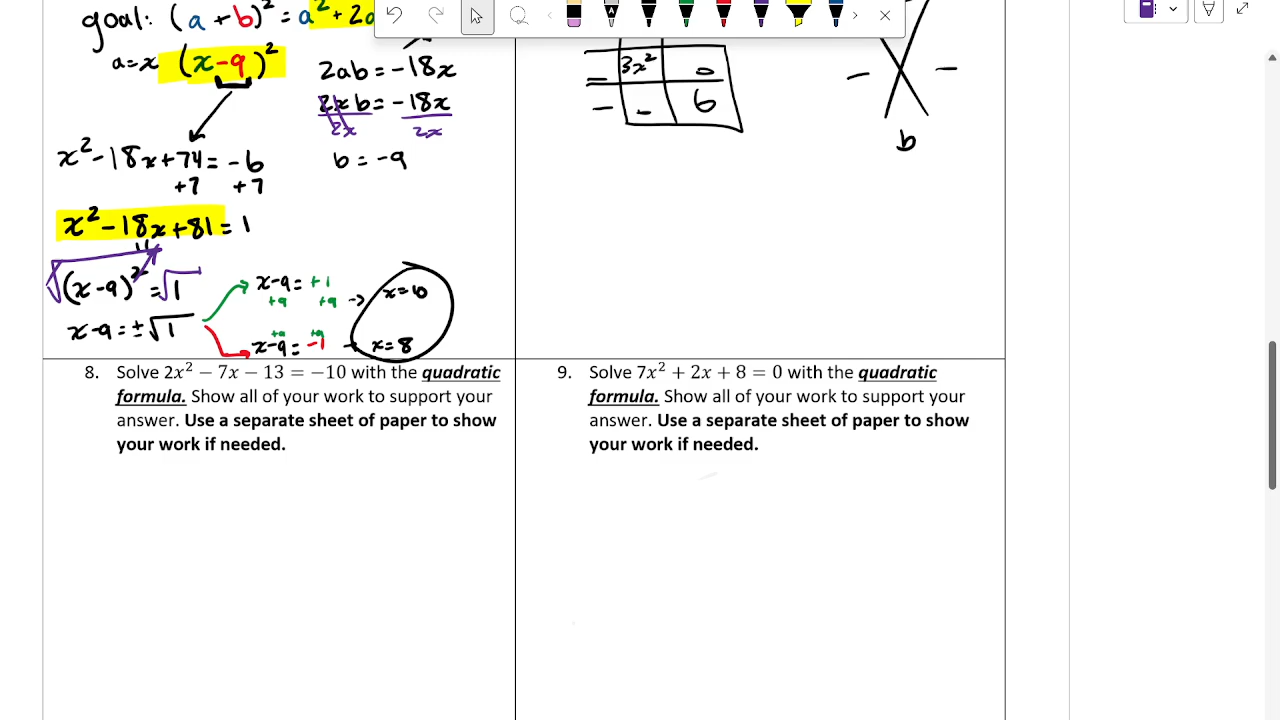 goal: (a + b)² = a² + 2a
a=x (x-9)²
2ab = -18x
2xb = -18x
2x 2x
b = -9
x² - 18x + 74 = -6
+7 +7
x² - 18x + 81 = 1
√(x-9)² = √1
x-9 = ±√1
x-9 = +1
+9 +9 → x=10
+9 +9
x-9 = -1 → x=8
3x² 0
- - 6
- -
b
8. Solve 2x² − 7x − 13 = −10 with the quadratic
formula. Show all of your work to support your
answer. Use a separate sheet of paper to show
your work if needed.
9. Solve 7x² + 2x + 8 = 0 with the quadratic
formula. Show all of your work to support your
answer. Use a separate sheet of paper to show
your work if needed.